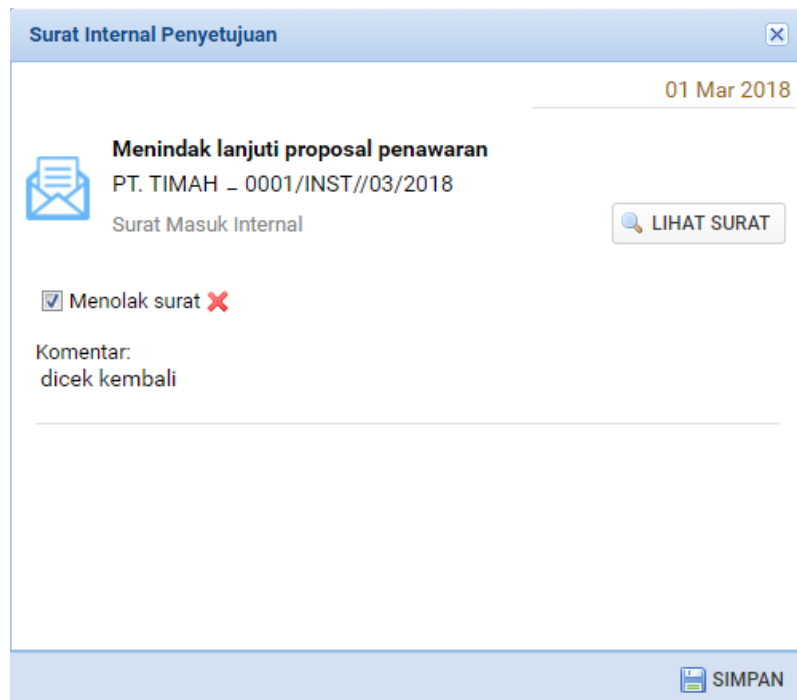 Surat Internal Penyetujuan
01 Mar 2018
Menindak lanjuti proposal penawaran
PT. TIMAH – 0001/INST//03/2018
Surat Masuk Internal
LIHAT SURAT
Menolak surat
Komentar:
dicek kembali
SIMPAN